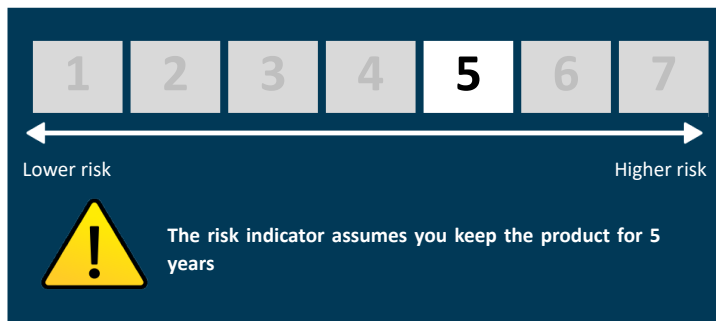 1 2 3 4 5 6 7
Lower risk Higher risk
!
The risk indicator assumes you keep the product for 5
years